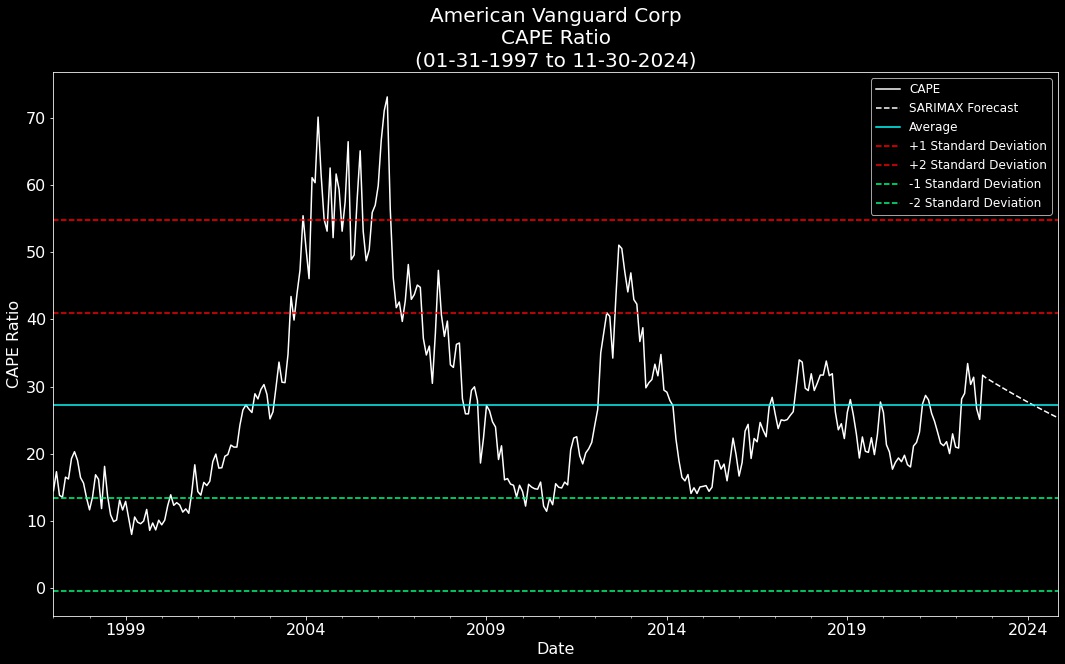 American Vanguard Corp
CAPE Ratio
(01-31-1997 to 11-30-2024)
CAPE
SARIMAX Forecast
Average
+1 Standard Deviation
+2 Standard Deviation
-1 Standard Deviation
-2 Standard Deviation
CAPE Ratio
70
60
50
40
30
20
10
0
1999 2004 2009 2014 2019 2024
Date